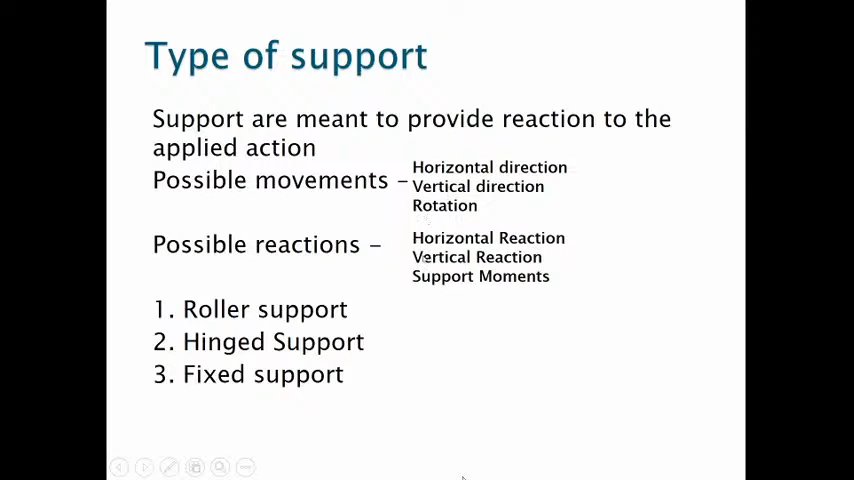 Type of support
Support are meant to provide reaction to the
applied action
Possible movements –
Horizontal direction
Vertical direction
Rotation
Possible reactions –
Horizontal Reaction
Vertical Reaction
Support Moments
1. Roller support
2. Hinged Support
3. Fixed support